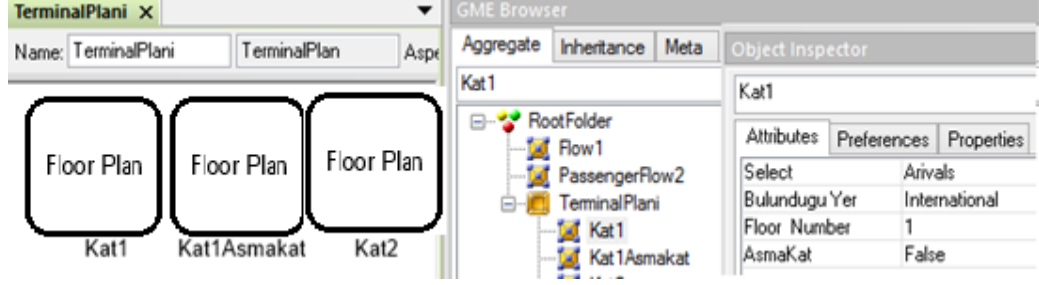 TerminalPlani X
Name: TerminalPlani TerminalPlan Aspe
Floor Plan Floor Plan Floor Plan
Kat1 Kat1Asmakat Kat2
GME Browser
Aggregate Inheritance Meta
Kat1
RootFolder
Flow1
PassengerFlow2
TerminalPlani
Kat1
Kat1Asmakat
Object Inspector
Kat1
Attributes Preferences Properties
Select Arivals
Bulundugu Yer International
Floor Number 1
AsmaKat False